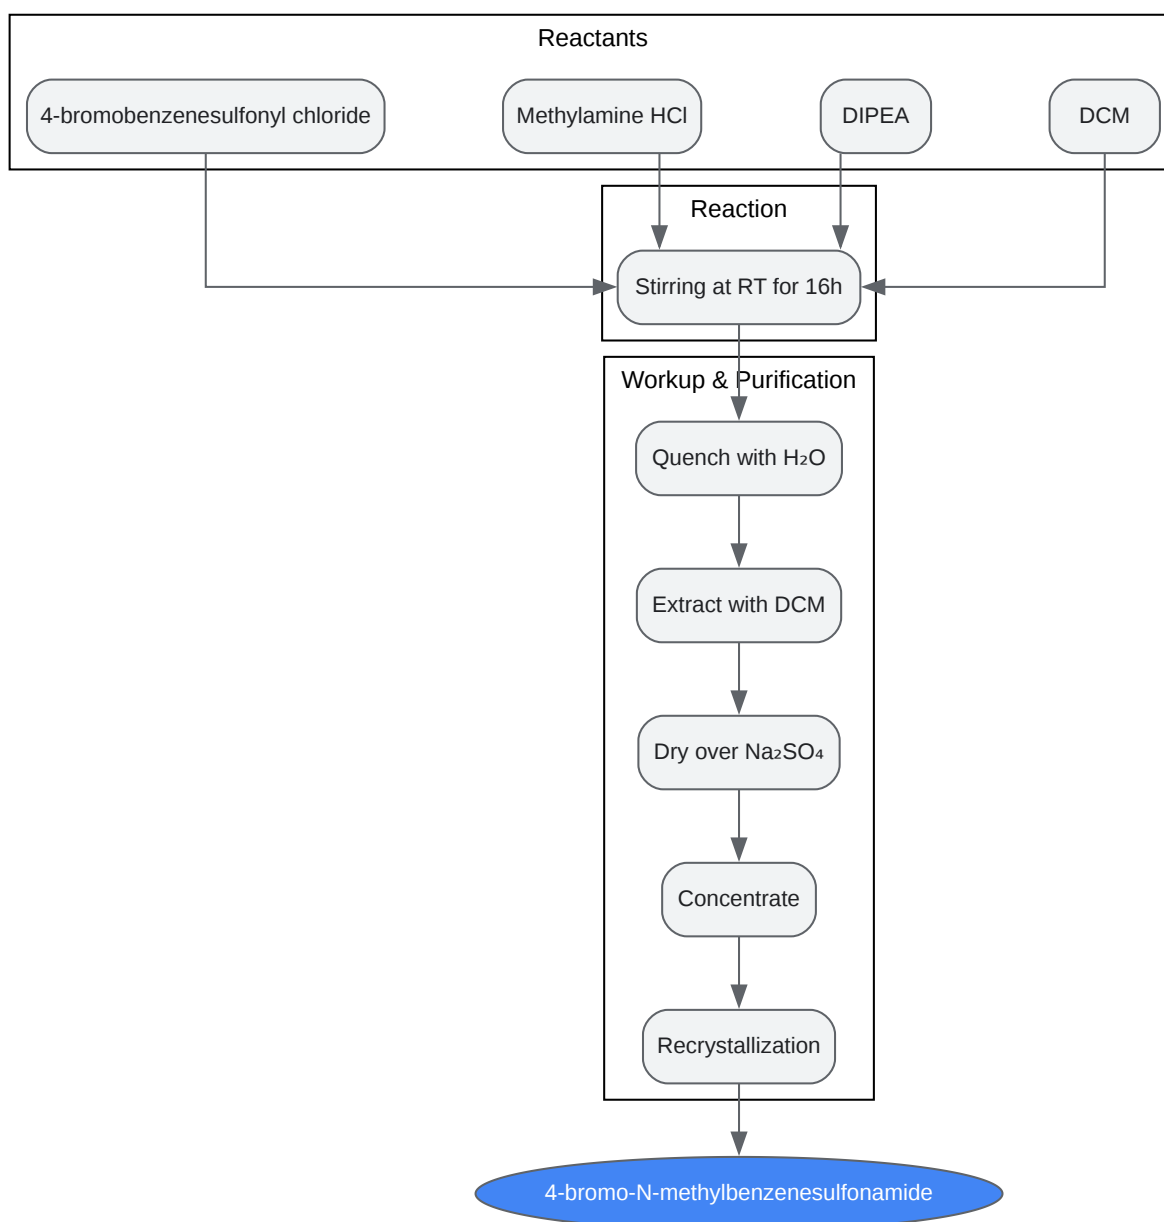 Reactants
4-bromobenzenesulfonyl chloride
Methylamine HCl
DIPEA
DCM
Reaction
Stirring at RT for 16h
Workup & Purification
Quench with H₂O
Extract with DCM
Dry over Na₂SO₄
Concentrate
Recrystallization
4-bromo-N-methylbenzenesulfonamide